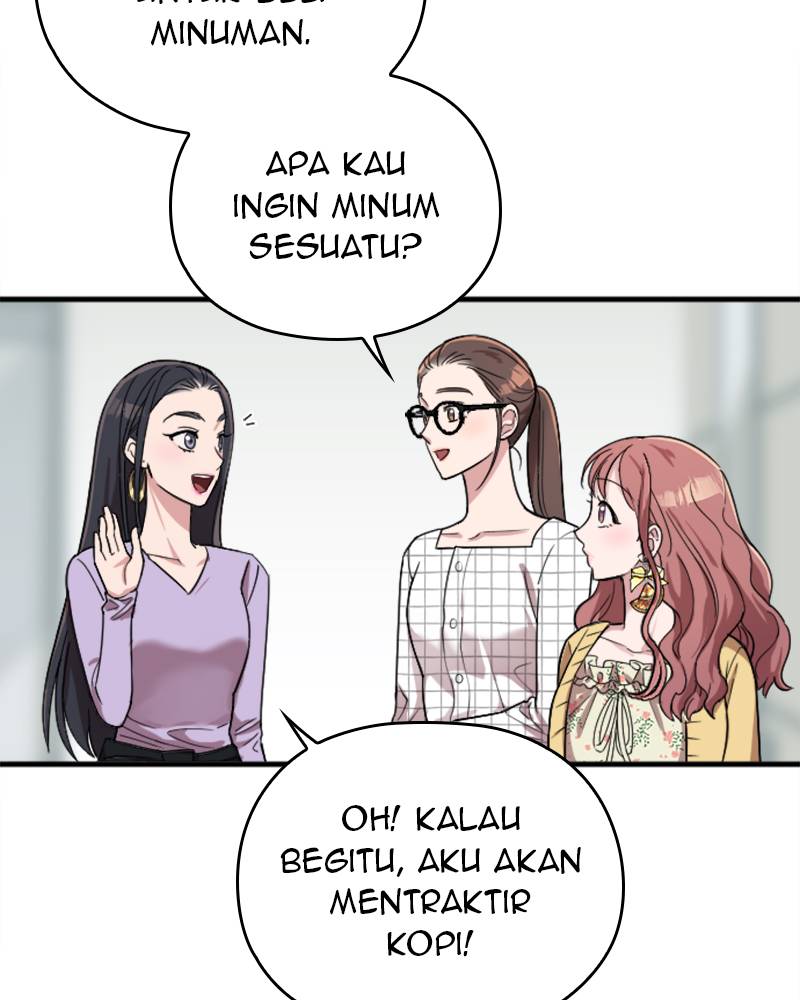 MINUMAN.
APA KAU
INGIN MINUM
SESUATU?
OH! KALAU
BEGITU, AKU AKAN
MENTRAKTIR
KOPI!